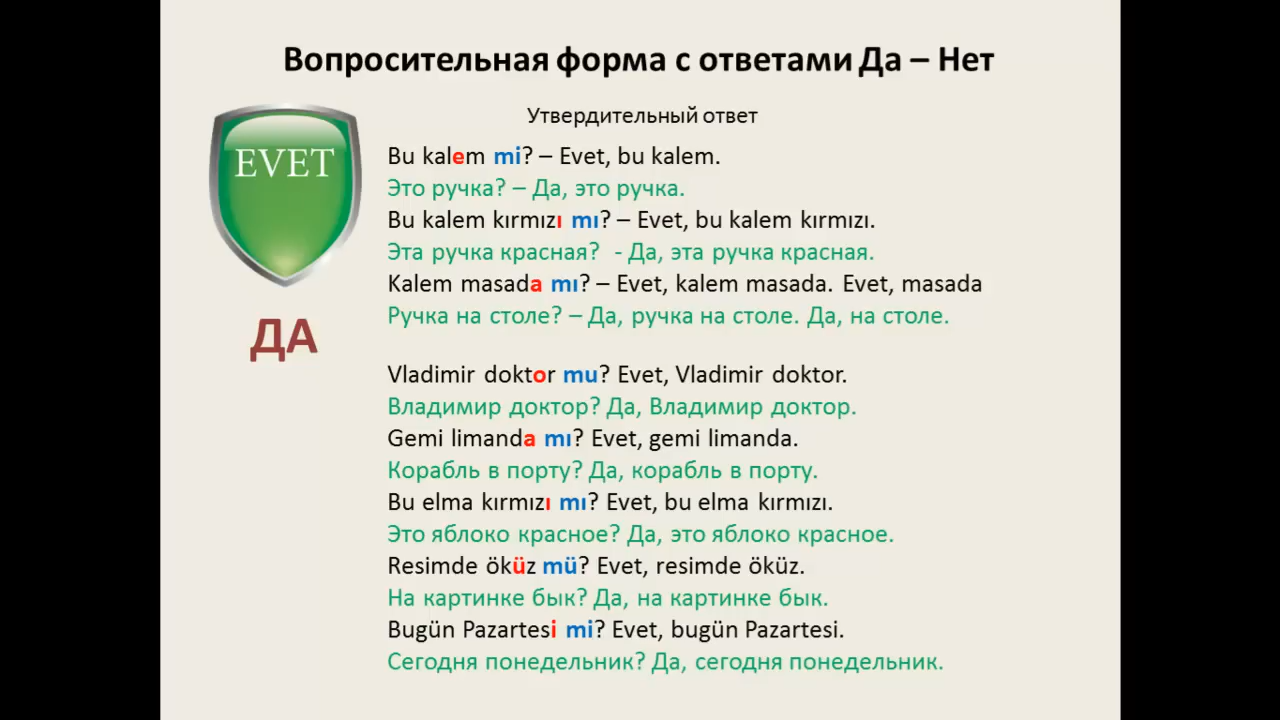 Вопросительная форма с ответами Да – Нет
EVET
ДА
Утвердительный ответ
Bu kalem mi? – Evet, bu kalem.
Это ручка? – Да, это ручка.
Bu kalem kırmızı mı? – Evet, bu kalem kırmızı.
Эта ручка красная?  - Да, эта ручка красная.
Kalem masada mı? – Evet, kalem masada. Evet, masada
Ручка на столе? – Да, ручка на столе. Да, на столе.
Vladimir doktor mu? Evet, Vladimir doktor.
Владимир доктор? Да, Владимир доктор.
Gemi limanda mı? Evet, gemi limanda.
Корабль в порту? Да, корабль в порту.
Bu elma kırmızı mı? Evet, bu elma kırmızı.
Это яблоко красное? Да, это яблоко красное.
Resimde öküz mü? Evet, resimde öküz.
На картинке бык? Да, на картинке бык.
Bugün Pazartesi mi? Evet, bugün Pazartesi.
Сегодня понедельник? Да, сегодня понедельник.